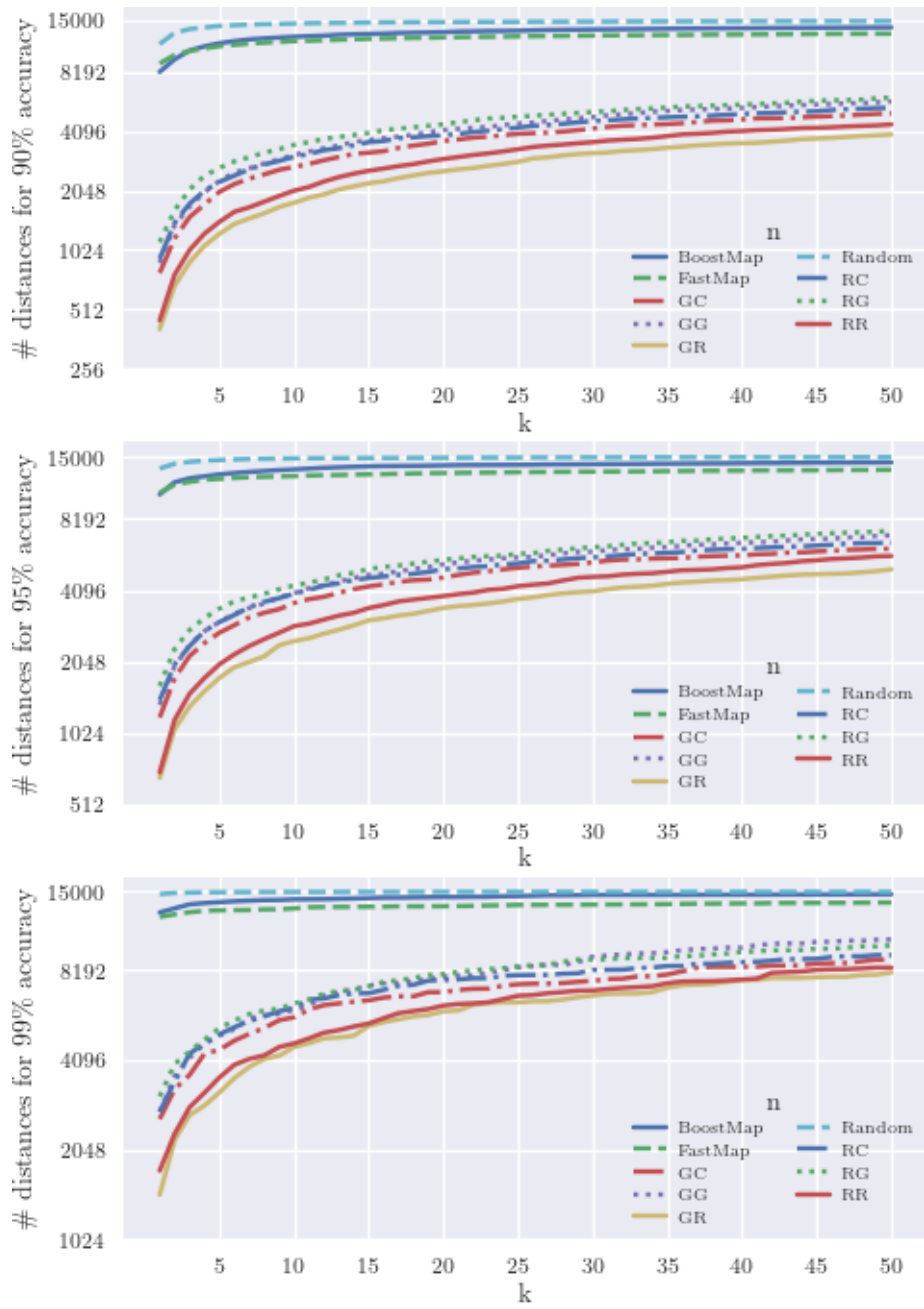 # distances for 90% accuracy
15000
8192
4096
2048
1024
512
256
n
BoostMap Random
FastMap RC
GC RG
GG RR
GR
5 10 15 20 25 30 35 40 45 50
k
# distances for 95% accuracy
15000
8192
4096
2048
1024
512
n
BoostMap Random
FastMap RC
GC RG
GG RR
GR
5 10 15 20 25 30 35 40 45 50
k
# distances for 99% accuracy
15000
8192
4096
2048
1024
n
BoostMap Random
FastMap RC
GC RG
GG RR
GR
5 10 15 20 25 30 35 40 45 50
k